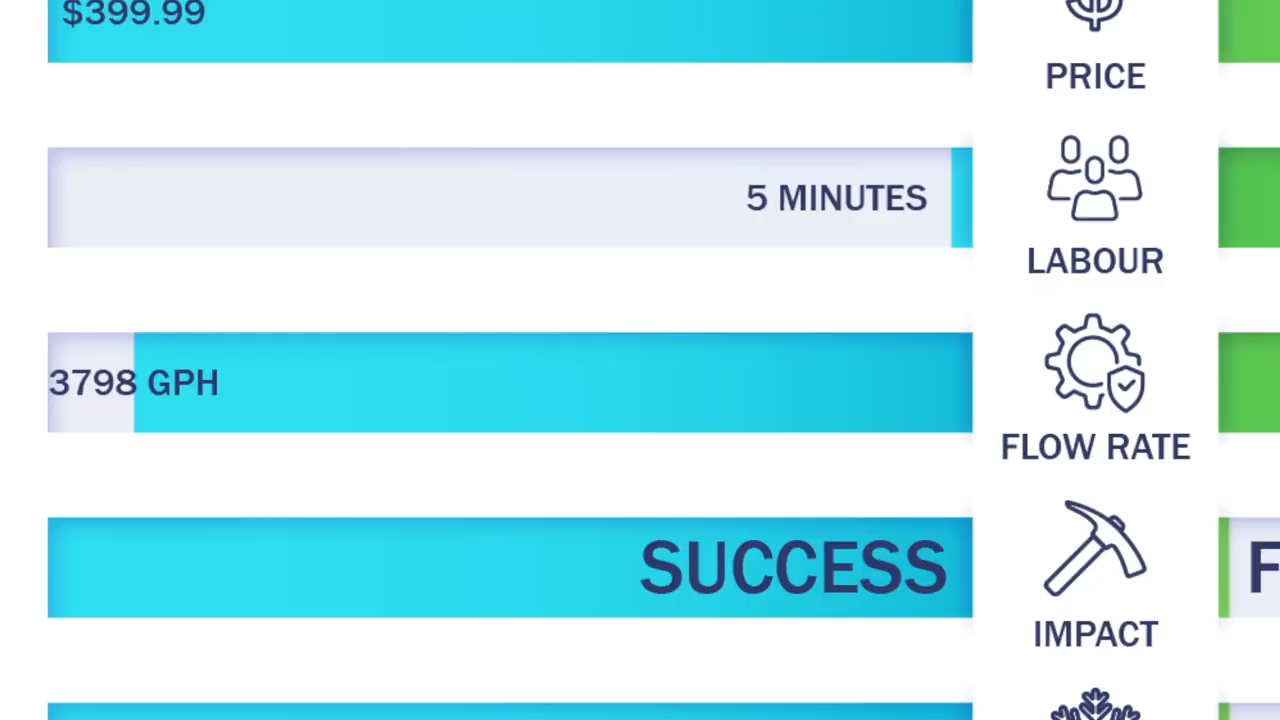 $399.99
PRICE
5 MINUTES
LABOUR
3798 GPH
FLOW RATE
SUCCESS
F
IMPACT